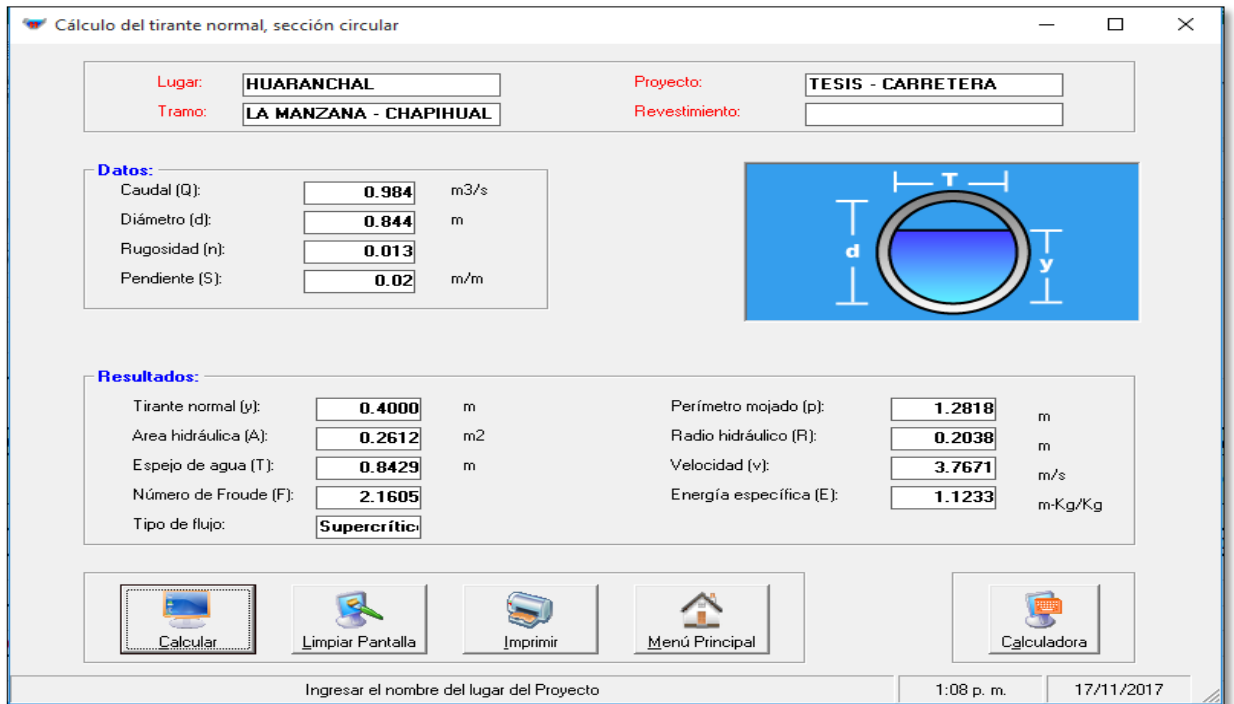 Cálculo del tirante normal, sección circular
Lugar: HUARANCHAL Proyecto: TESIS - CARRETERA
Tramo: LA MANZANA - CHAPIHUAL Revestimiento:
Datos:
Caudal (Q): 0.984 m3/s
Diámetro (d): 0.844 m
Rugosidad (n): 0.013
Pendiente (S): 0.02 m/m
T
d
y
Resultados:
Tirante normal (y): 0.4000 m Perímetro mojado (p): 1.2818 m
Area hidráulica (A): 0.2612 m2 Radio hidráulico (R): 0.2038 m
Espejo de agua (T): 0.8429 m Velocidad (v): 3.7671 m/s
Número de Froude (F): 2.1605 Energía específica (E): 1.1233 m-Kg/Kg
Tipo de flujo: Supercrític
Calcular Limpiar Pantalla Imprimir Menú Principal Calculadora
Ingresar el nombre del lugar del Proyecto 1:08 p. m. 17/11/2017